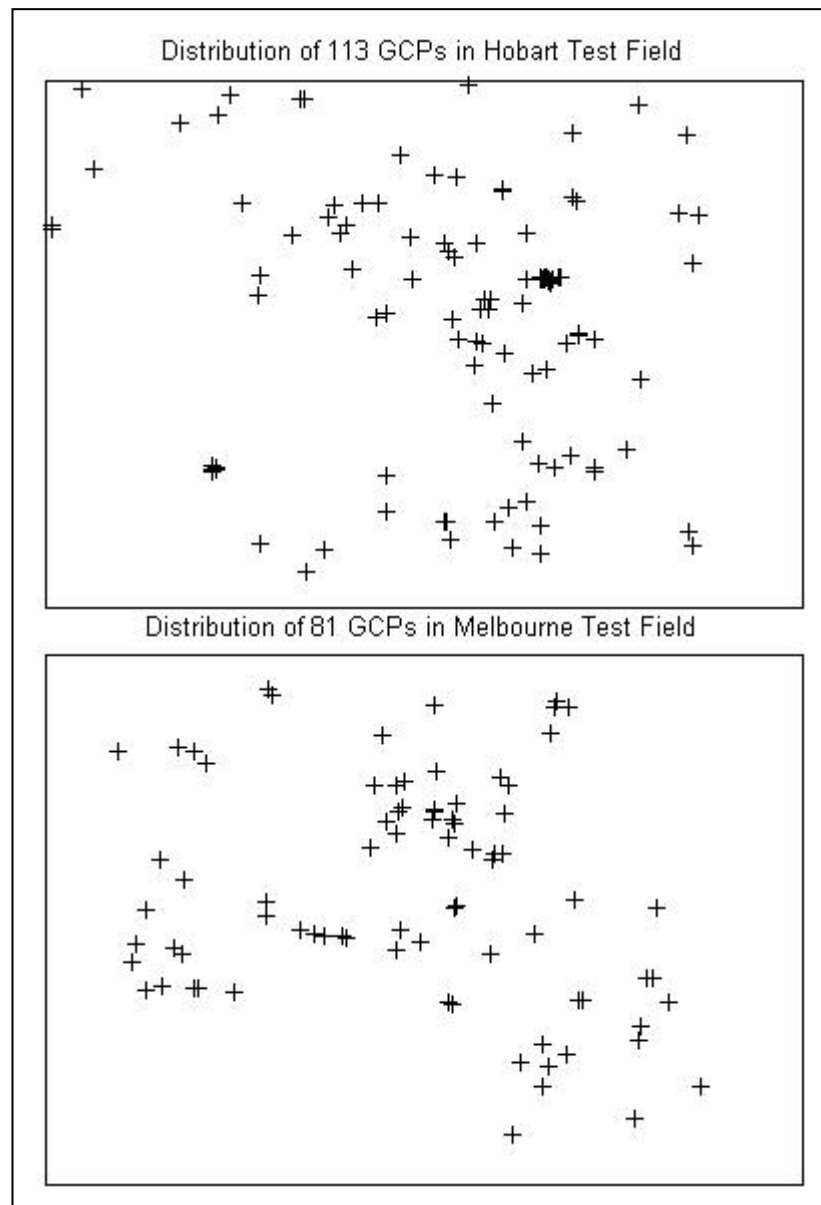 Distribution of 113 GCPs in Hobart Test Field
Distribution of 81 GCPs in Melbourne Test Field